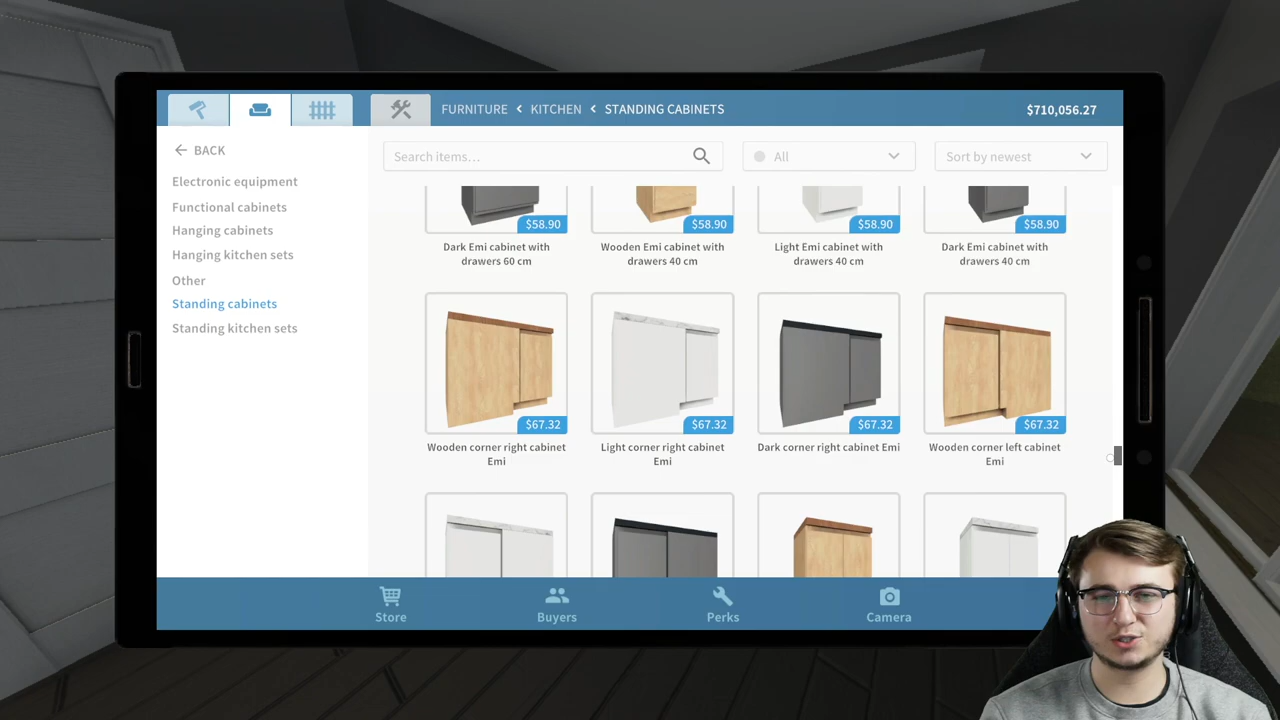 FURNITURE < KITCHEN < STANDING CABINETS
$710,056.27
BACK
Search items...
All
Sort by newest
Electronic equipment
Functional cabinets
Hanging cabinets
Hanging kitchen sets
Other
Standing cabinets
Standing kitchen sets
$58.90
$58.90
$58.90
$58.90
Dark Emi cabinet with
drawers 60 cm
Wooden Emi cabinet with
drawers 40 cm
Light Emi cabinet with
drawers 40 cm
Dark Emi cabinet with
drawers 40 cm
$67.32
$67.32
$67.32
$67.32
Wooden corner right cabinet
Emi
Light corner right cabinet
Emi
Dark corner right cabinet Emi
Wooden corner left cabinet
Emi
Store
Buyers
Perks
Camera